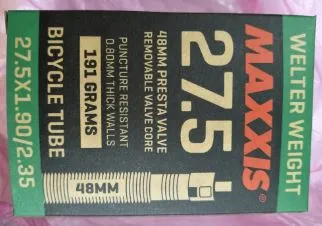 WELTER WEIGHT
MAXXIS®
27.5
48MM PRESTA VALVE
REMOVABLE VALVE CORE
191 GRAMS
PUNCTURE RESISTANT
0.80MM THICK WALLS
48MM
BICYCLE TUBE
27.5X1.90/2.35